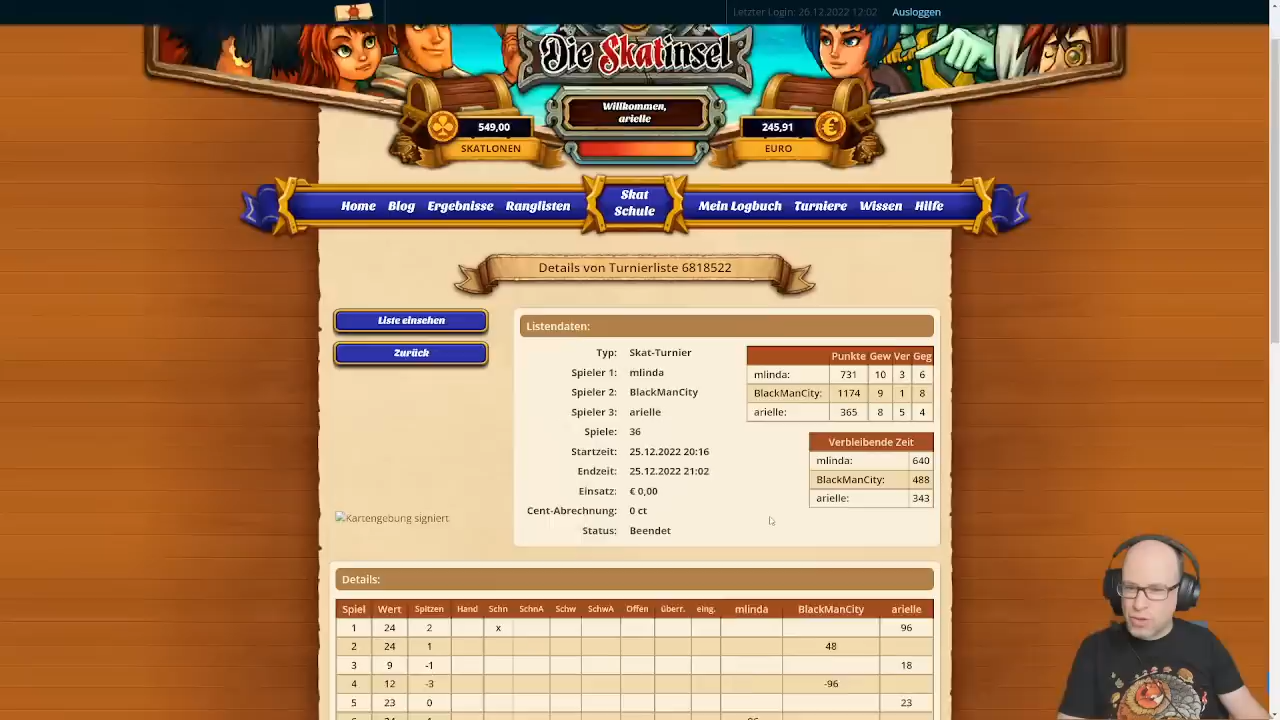 Letzter Login: 26.12.2022 12:02 Ausloggen
Die Skatinsel
Willkommen,
arielle
549,00
SKATLONEN
245,91
EURO
Home Blog Ergebnisse Ranglisten Skat Schule Mein Logbuch Turniere Wissen Hilfe
Details von Turnierliste 6818522
Liste einsehen
Zurück
Kartengebung signiert
Listendaten:
Typ: Skat-Turnier
Spieler 1: mlinda
Spieler 2: BlackManCity
Spieler 3: arielle
Spiele: 36
Startzeit: 25.12.2022 20:16
Endzeit: 25.12.2022 21:02
Einsatz: € 0,00
Cent-Abrechnung: 0 ct
Status: Beendet
Punkte Gew Ver Geg
mlinda: 731 10 3 6
BlackManCity: 1174 9 1 8
arielle: 365 8 5 4
Verbleibende Zeit
mlinda: 640
BlackManCity: 488
arielle: 343
Details:
Spiel Wert Spitzen Hand Schn SchnA Schw SchwA Offen überr. eing. mlinda BlackManCity arielle
1 24 2 x 96
2 24 1 48
3 9 -1 18
4 12 -3 -96
5 23 0 23